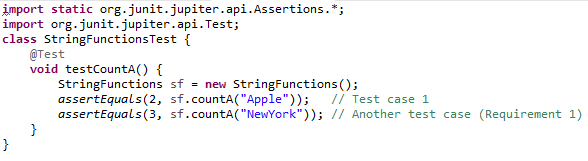 import static org.junit.jupiter.api.Assertions.*;
import org.junit.jupiter.api.Test;
class StringFunctionsTest {
    @Test
    void testCountA() {
        StringFunctions sf = new StringFunctions();
        assertEquals(2, sf.countA("Apple"));   // Test case 1
        assertEquals(3, sf.countA("NewYork")); // Another test case (Requirement 1)
    }
}